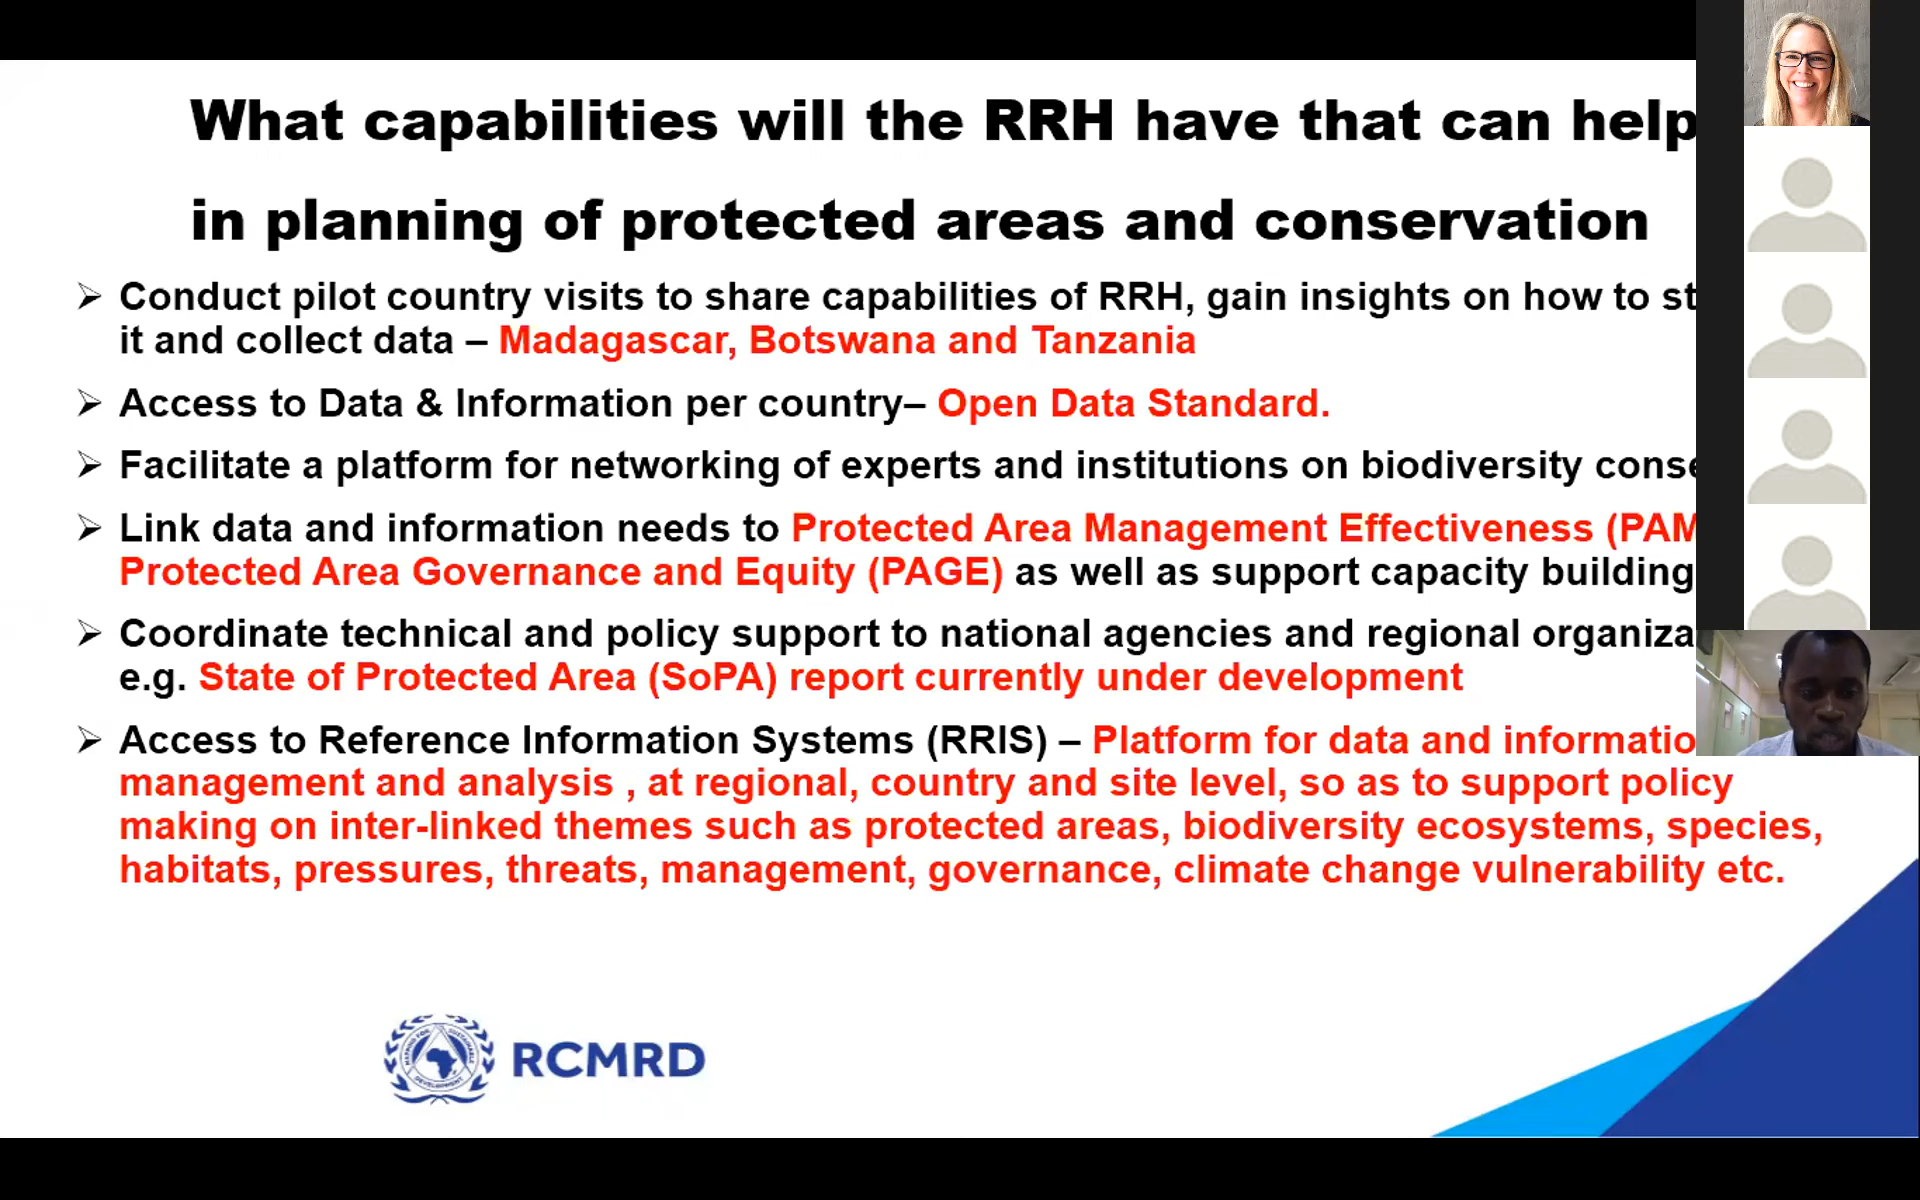 What capabilities will the RRH have that can help
in planning of protected areas and conservation
➢ Conduct pilot country visits to share capabilities of RRH, gain insights on how to
it and collect data – Madagascar, Botswana and Tanzania
➢ Access to Data & Information per country– Open Data Standard.
➢ Facilitate a platform for networking of experts and institutions on biodiversity
➢ Link data and information needs to Protected Area Management Effectiveness
Protected Area Governance and Equity (PAGE) as well as support capacity building
➢ Coordinate technical and policy support to national agencies and regional
e.g. State of Protected Area (SoPA) report currently under development
➢ Access to Reference Information Systems (RRIS) – Platform for data and
management and analysis , at regional, country and site level, so as to support policy
making on inter-linked themes such as protected areas, biodiversity ecosystems, species,
habitats, pressures, threats, management, governance, climate change vulnerability etc.
RCMRD